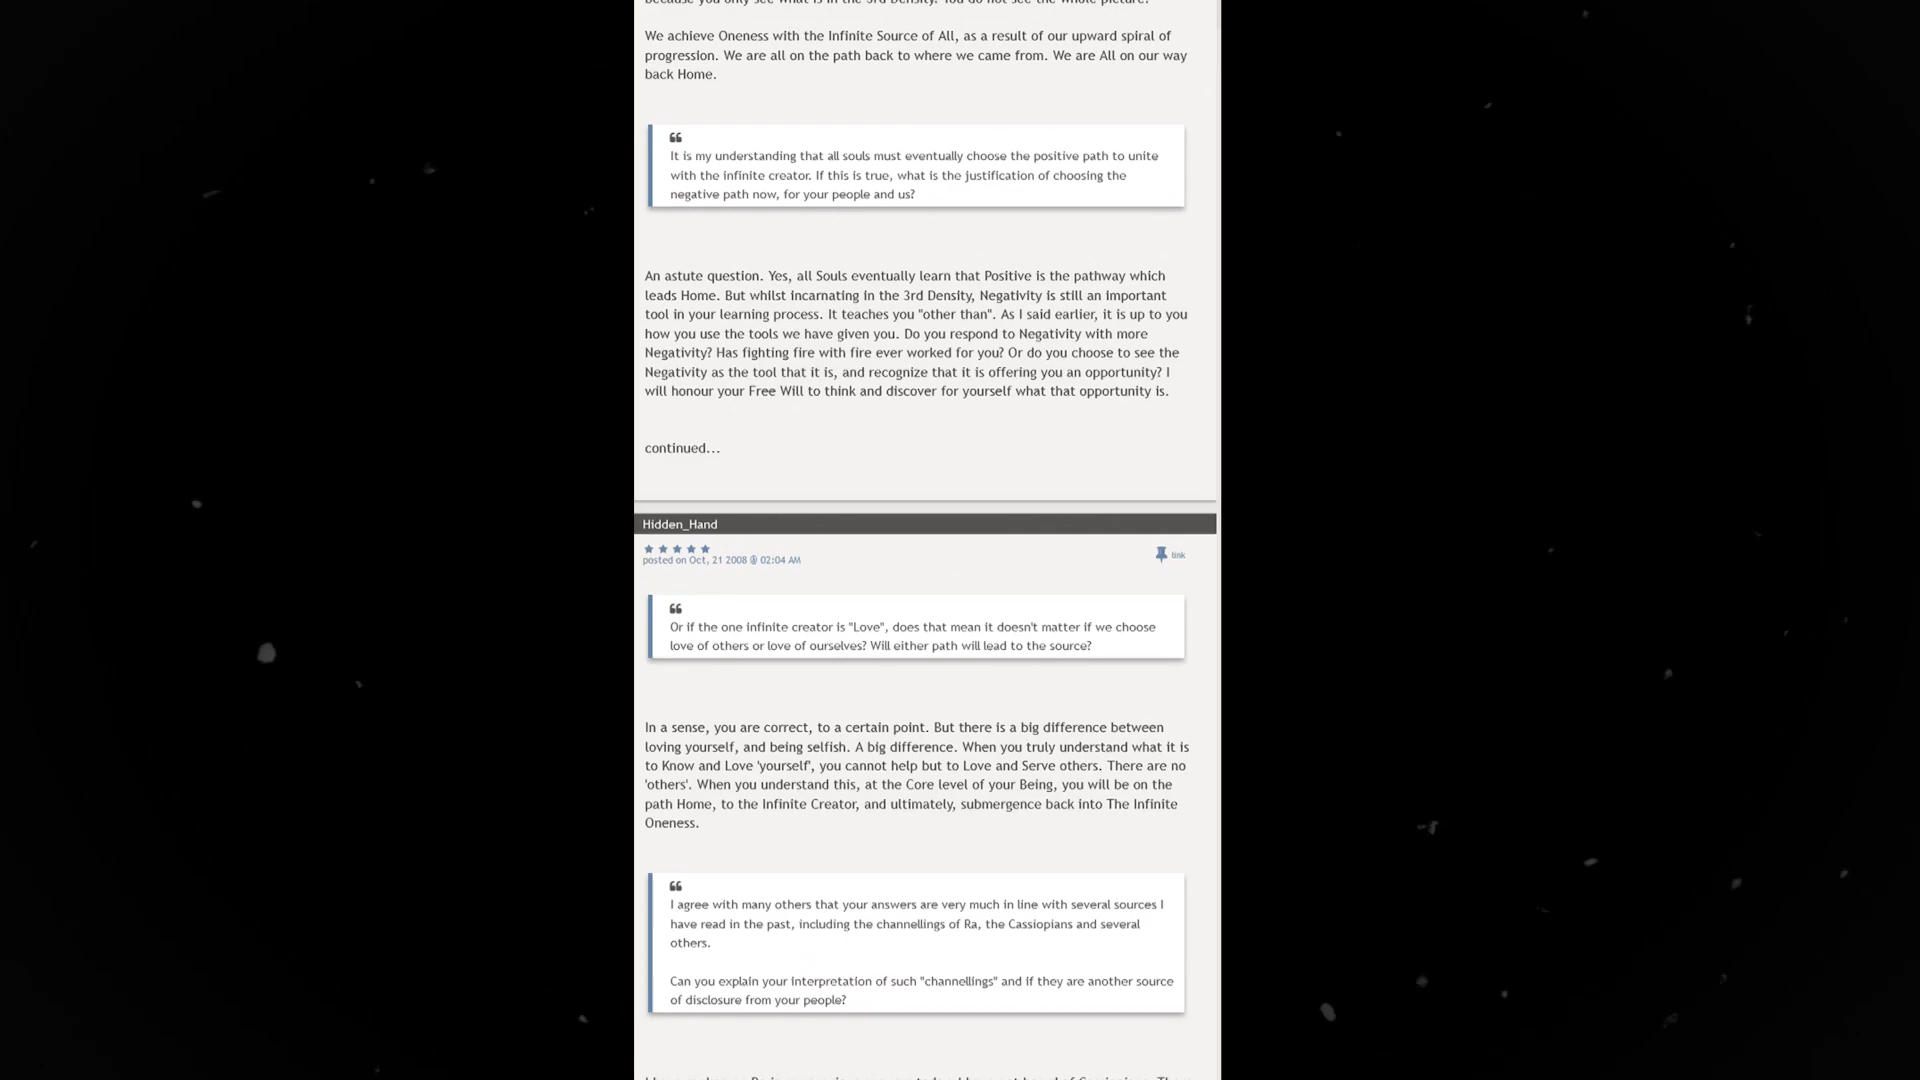 because you only see what is in the 3rd Density. You do not see the whole picture.
We achieve Oneness with the Infinite Source of All, as a result of our upward spiral of
progression. We are all on the path back to where we came from. We are All on our way
back Home.
It is my understanding that all souls must eventually choose the positive path to unite
with the infinite creator. If this is true, what is the justification of choosing the
negative path now, for your people and us?
An astute question. Yes, all Souls eventually learn that Positive is the pathway which
leads Home. But whilst incarnating in the 3rd Density, Negativity is still an important
tool in your learning process. It teaches you "other than". As I said earlier, it is up to you
how you use the tools we have given you. Do you respond to Negativity with more
Negativity? Has fighting fire with fire ever worked for you? Or do you choose to see the
Negativity as the tool that it is, and recognize that it is offering you an opportunity? I
will honour your Free Will to think and discover for yourself what that opportunity is.
continued...
Hidden_Hand
posted on Oct, 21 2008 @ 02:04 AM
link
Or if the one infinite creator is "Love", does that mean it doesn't matter if we choose
love of others or love of ourselves? Will either path will lead to the source?
In a sense, you are correct, to a certain point. But there is a big difference between
loving yourself, and being selfish. A big difference. When you truly understand what it is
to Know and Love 'yourself', you cannot help but to Love and Serve others. There are no
'others'. When you understand this, at the Core level of your Being, you will be on the
path Home, to the Infinite Creator, and ultimately, submergence back into The Infinite
Oneness.
I agree with many others that your answers are very much in line with several sources I
have read in the past, including the channellings of Ra, the Cassiopians and several
others.
Can you explain your interpretation of such "channellings" and if they are another source
of disclosure from your people?